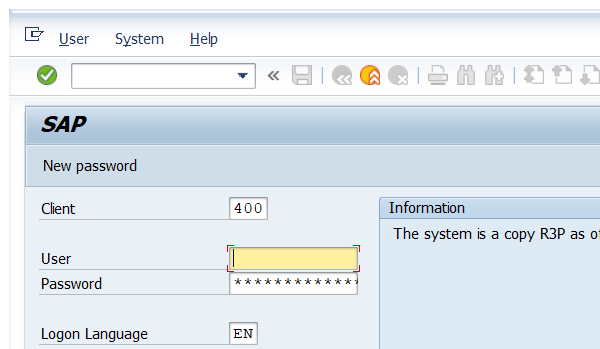 User System Help
SAP
New password
Client 400
Information
The system is a copy R3P as of
User
Password *************
Logon Language EN